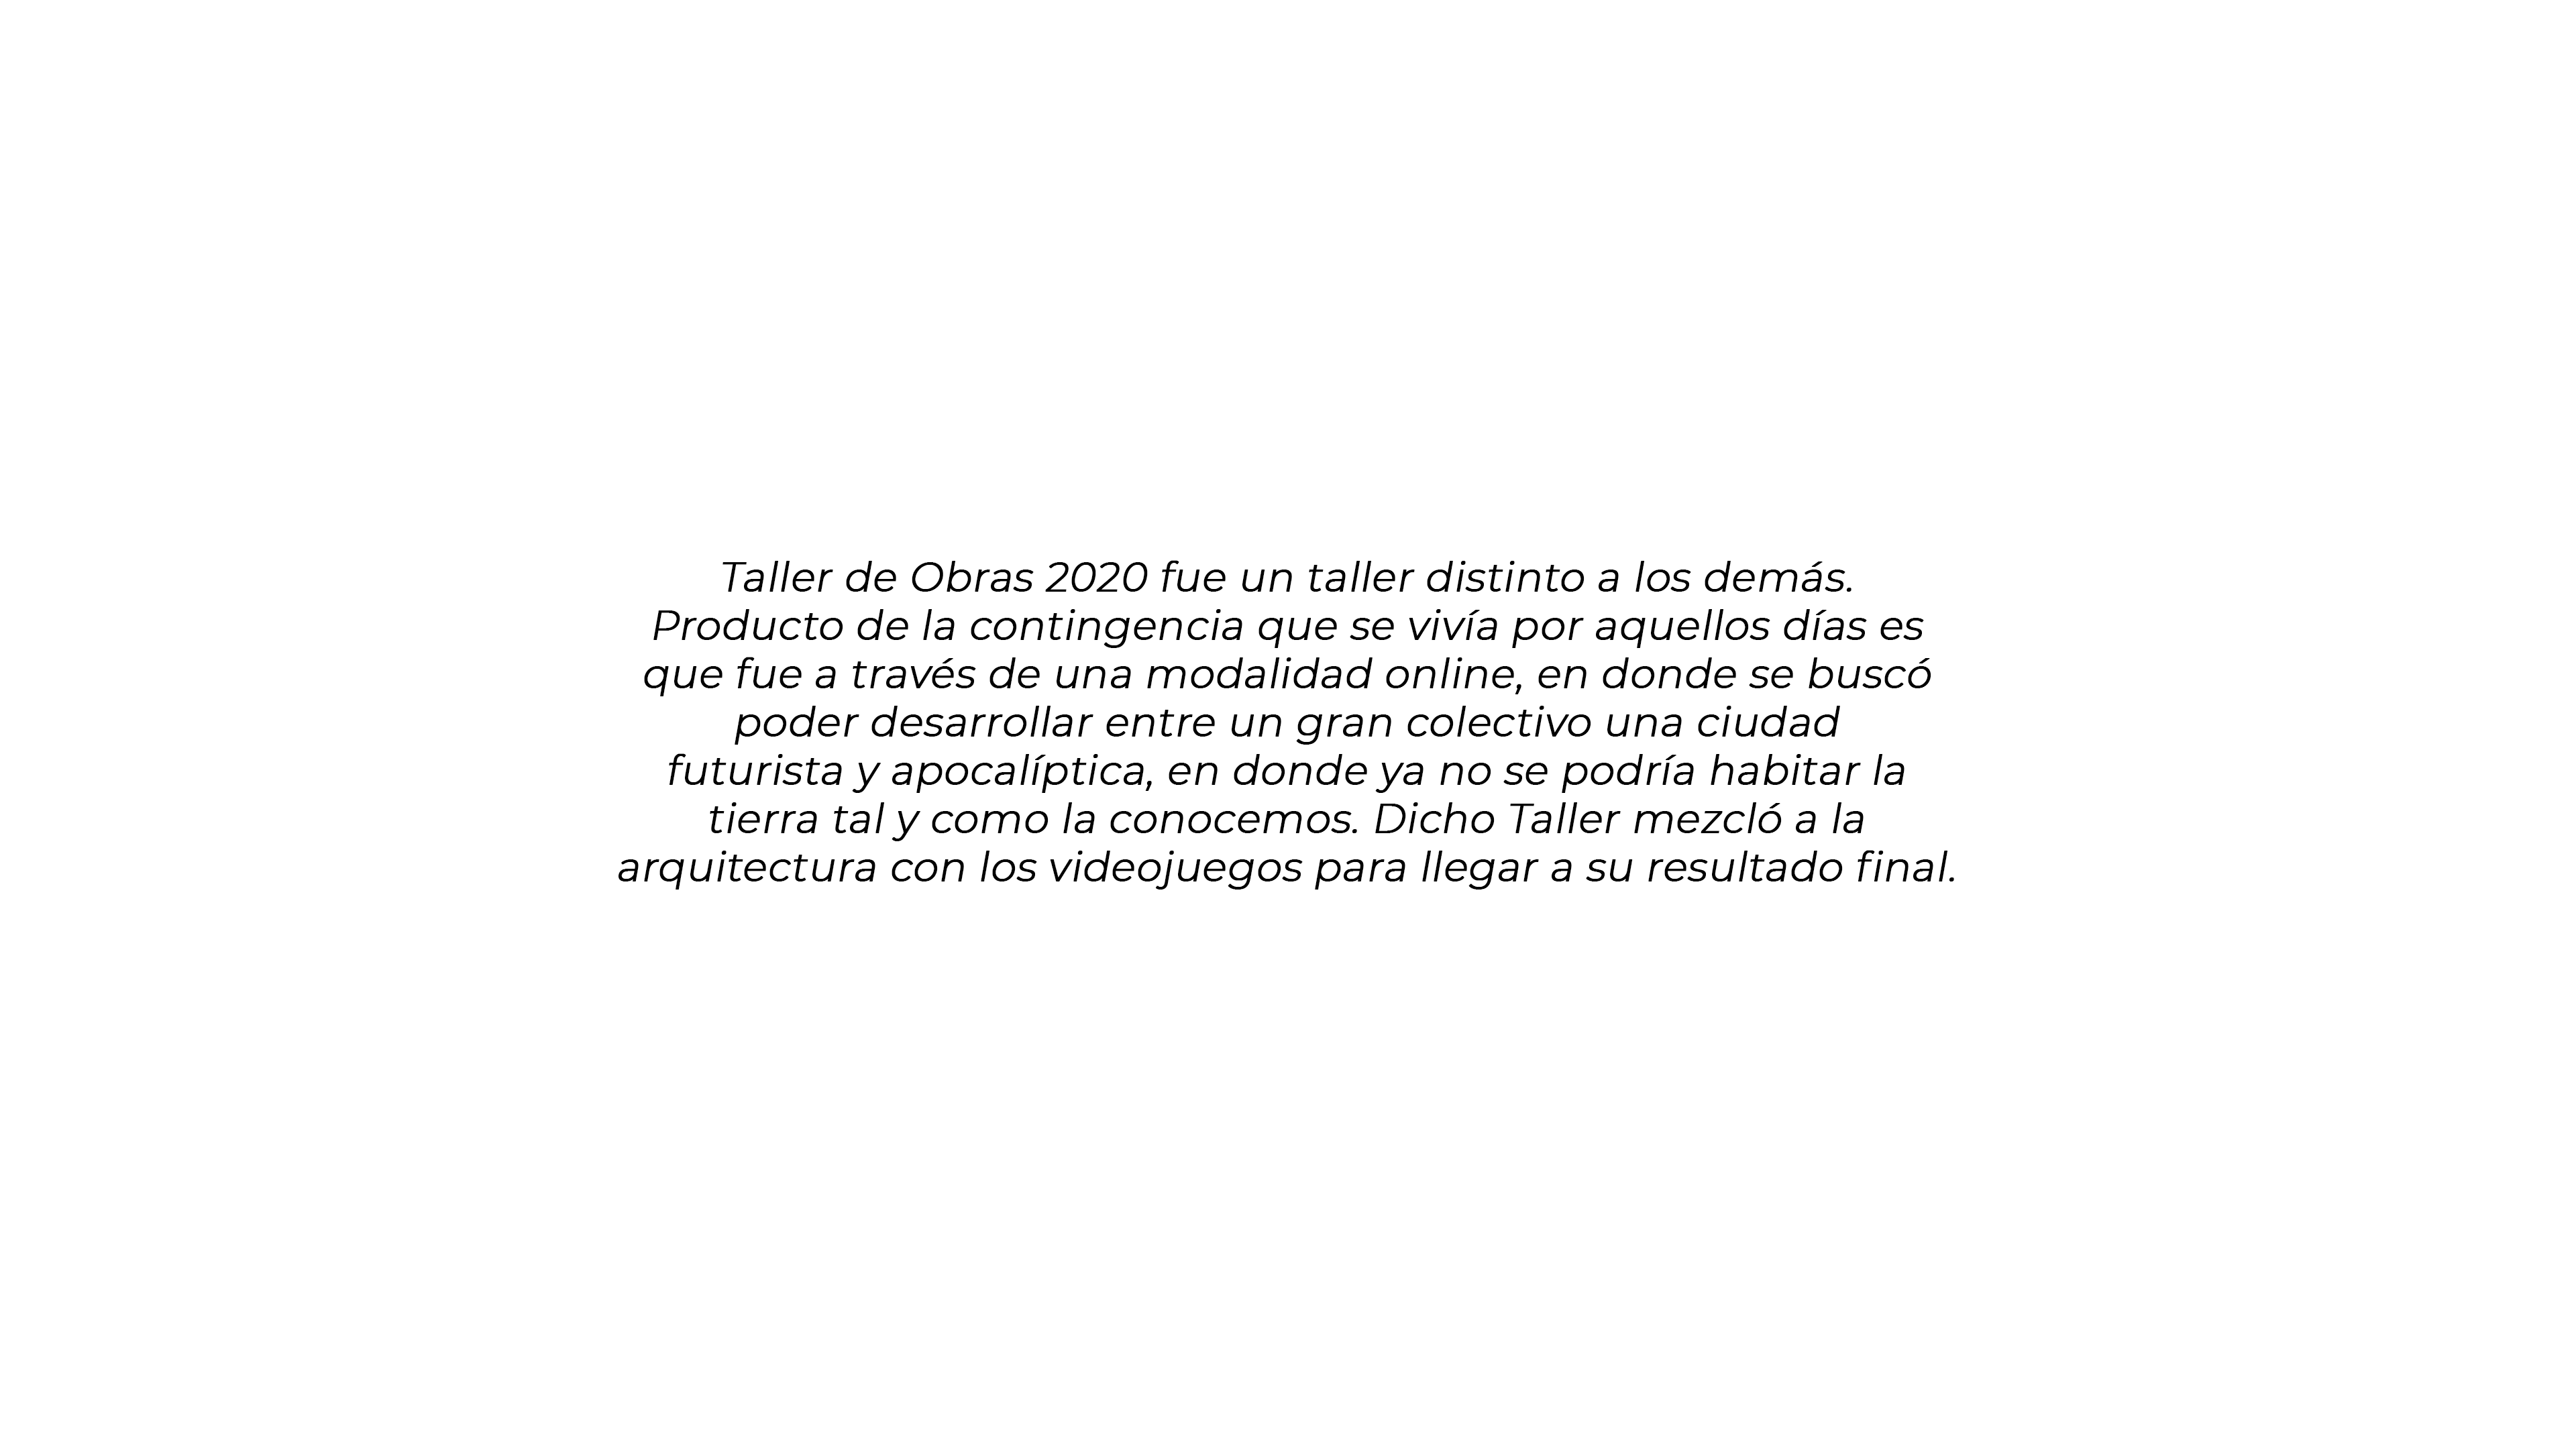 Taller de Obras 2020 fue un taller distinto a los demás.
Producto de la contingencia que se vivía por aquellos días es
que fue a través de una modalidad online, en donde se buscó
poder desarrollar entre un gran colectivo una ciudad
futurista y apocalíptica, en donde ya no se podría habitar la
tierra tal y como la conocemos. Dicho Taller mezcló a la
arquitectura con los videojuegos para llegar a su resultado final.